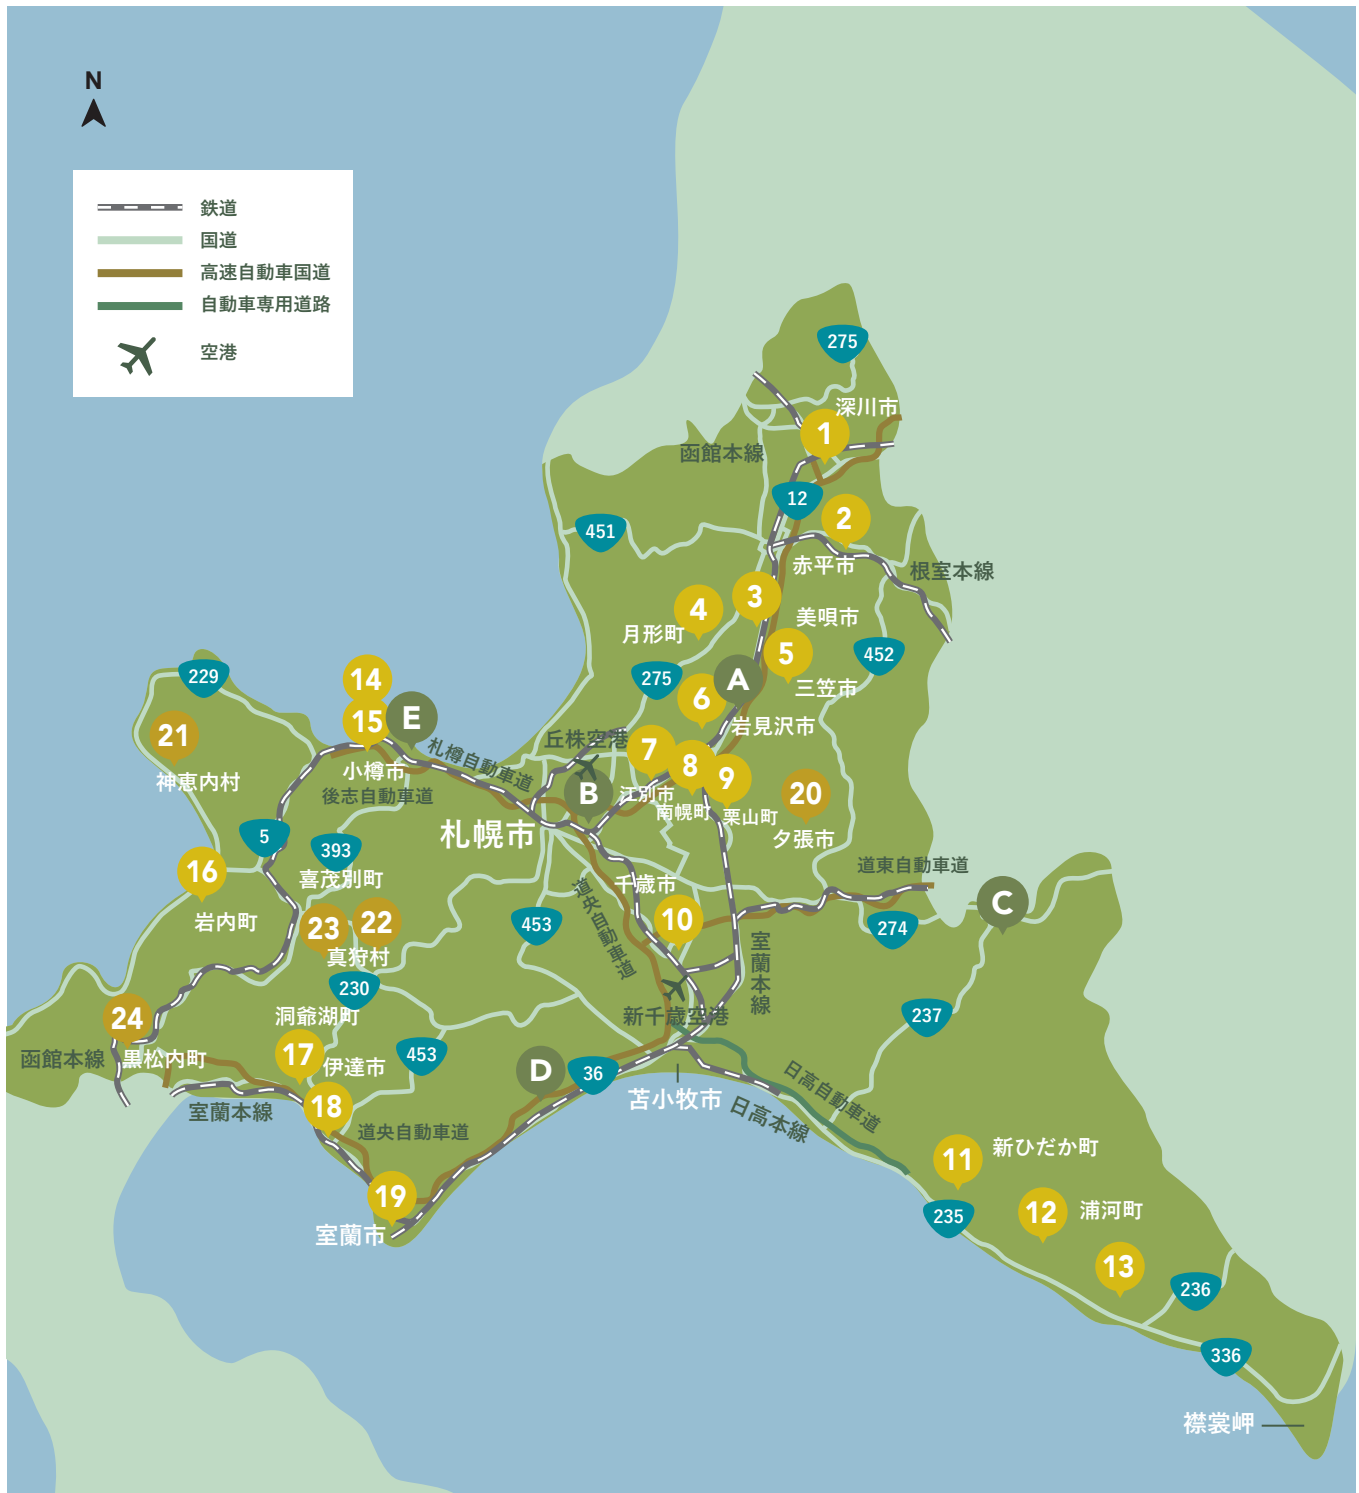 N
鉄道
国道
高速自動車国道
自動車専用道路
空港
275
深川市
1
函館本線
12
2
451
赤平市
根室本線
3
4
美唄市
月形町
5
452
229
14
275
A
三笠市
6
15
E
岩見沢市
21
札樽自動車道
丘株空港
7
8
9
神恵内村
小樽市
後志自動車道
B
江別市
南幌町
栗山町
20
札幌市
夕張市
5
393
16
喜茂別町
道東自動車道
千歳市
C
岩内町
23
22
453
道央自動車道
10
274
真狩村
室蘭本線
230
24
洞爺湖町
新千歳空港
237
函館本線
黒松内町
17
伊達市
453
D
36
苫小牧市
日高自動車道
18
室蘭本線
日高本線
道央自動車道
11
新ひだか町
19
室蘭市
235
12
浦河町
13
236
336
襟裳岬